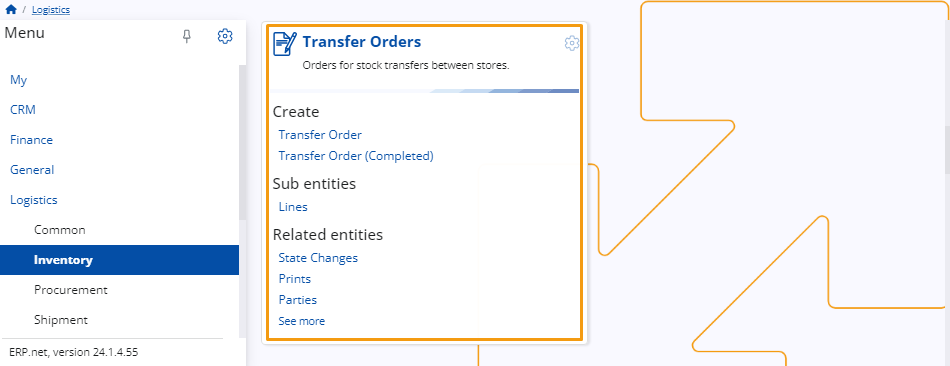 / Logistics
Menu
My
CRM
Finance
General
Logistics
Common
Inventory
Procurement
Shipment
ERP.net, version 24.1.4.55
Transfer Orders
Orders for stock transfers between stores.
Create
Transfer Order
Transfer Order (Completed)
Sub entities
Lines
Related entities
State Changes
Prints
Parties
See more